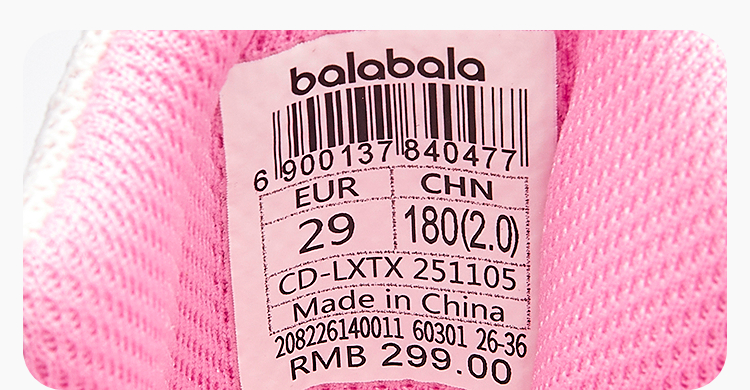 balabala
6 900137 840477
EUR CHN
29 180(2.0)
CD-LXTX 251105
Made in China
208226140011 60301 26-36
RMB 299.00